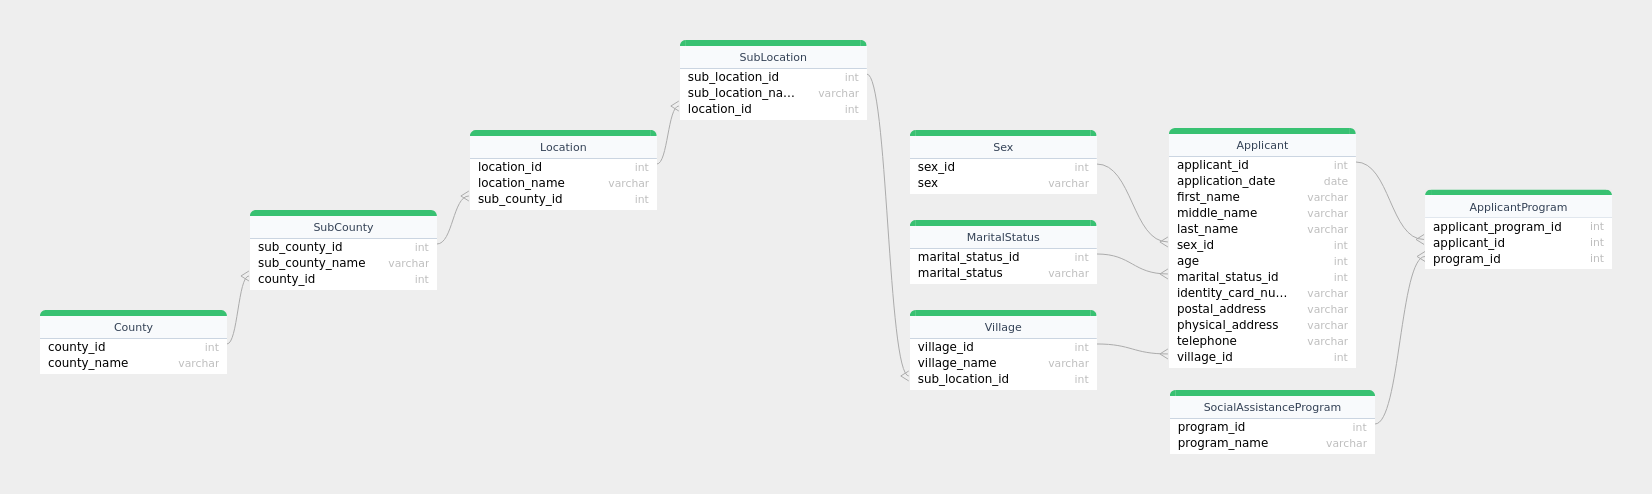 County
county_id int
county_name varchar
SubCounty
sub_county_id int
sub_county_name varchar
county_id int
Location
location_id int
location_name varchar
sub_county_id int
SubLocation
sub_location_id int
sub_location_na... varchar
location_id int
Sex
sex_id int
sex varchar
MaritalStatus
marital_status_id int
marital_status varchar
Village
village_id int
village_name varchar
sub_location_id int
Applicant
applicant_id int
application_date date
first_name varchar
middle_name varchar
last_name varchar
sex_id int
age int
marital_status_id int
identity_card_nu... varchar
postal_address varchar
physical_address varchar
telephone varchar
village_id int
SocialAssistanceProgram
program_id int
program_name varchar
ApplicantProgram
applicant_program_id int
applicant_id int
program_id int